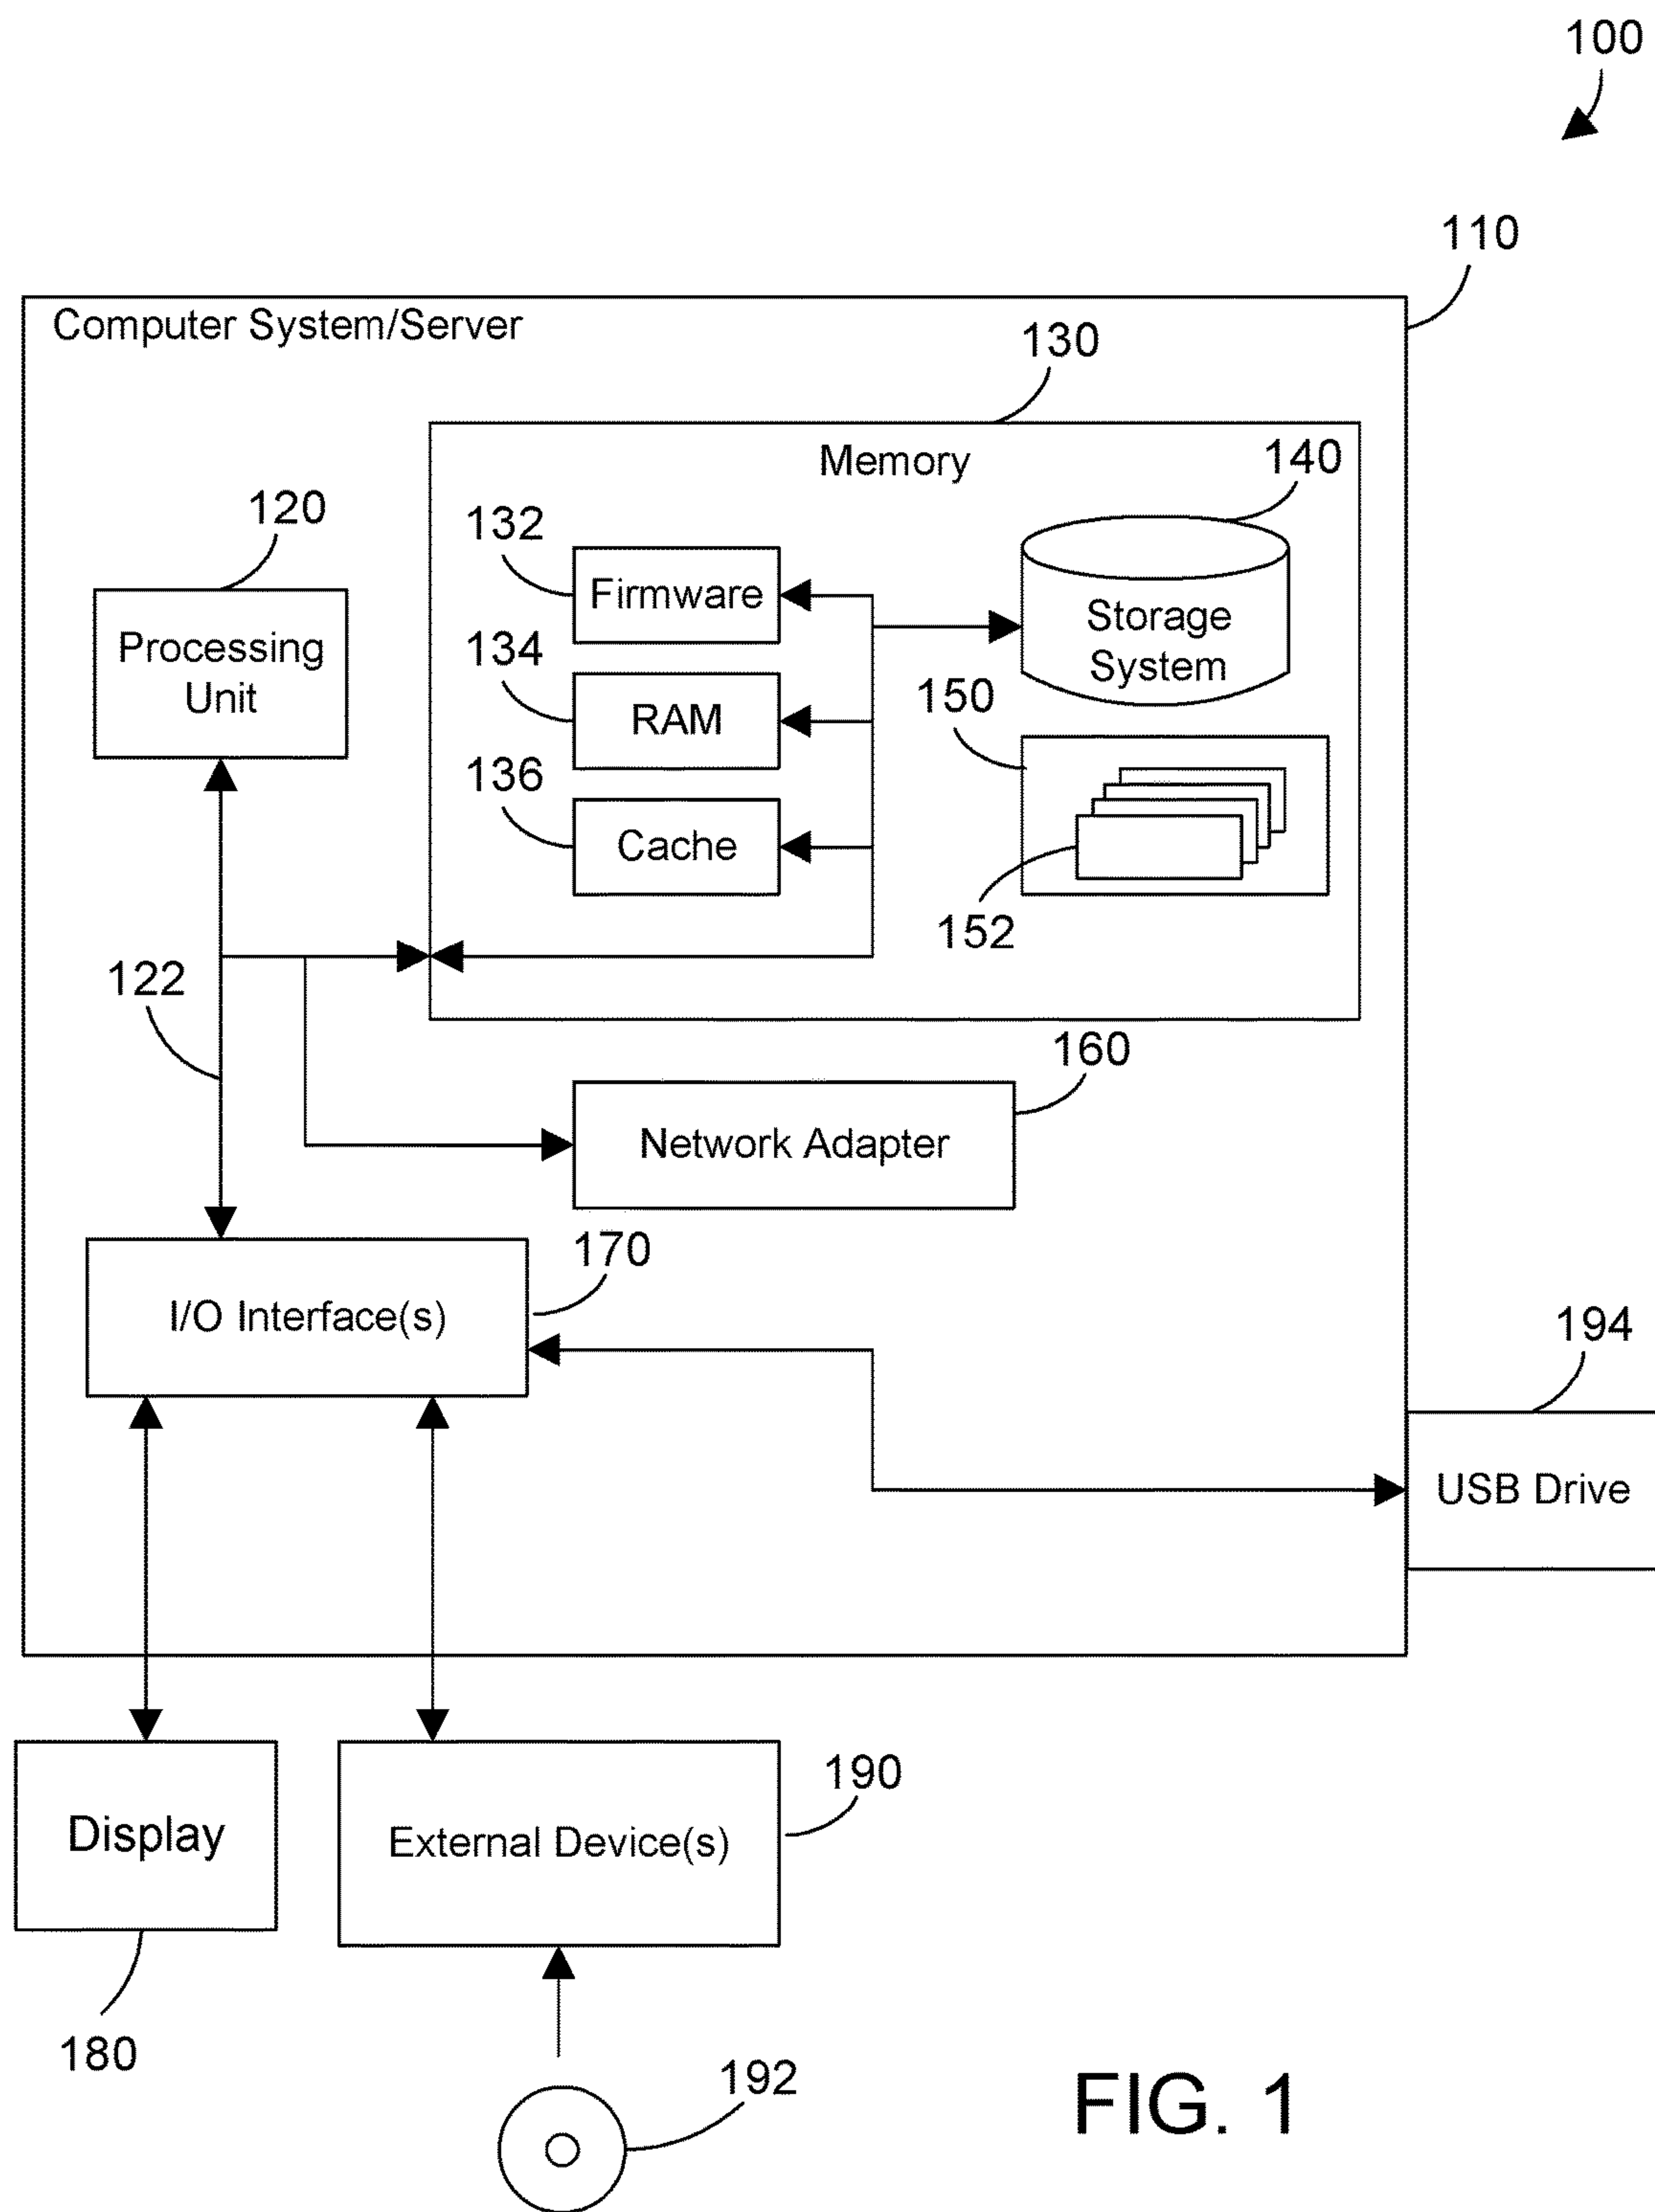 100
110
Computer System/Server
130
Memory
140
120
132
Firmware
Storage
System
Processing
Unit
134
RAM
150
136
Cache
152
122
160
Network Adapter
170
I/O Interface(s)
194
USB Drive
190
Display
External Device(s)
180
192
FIG. 1